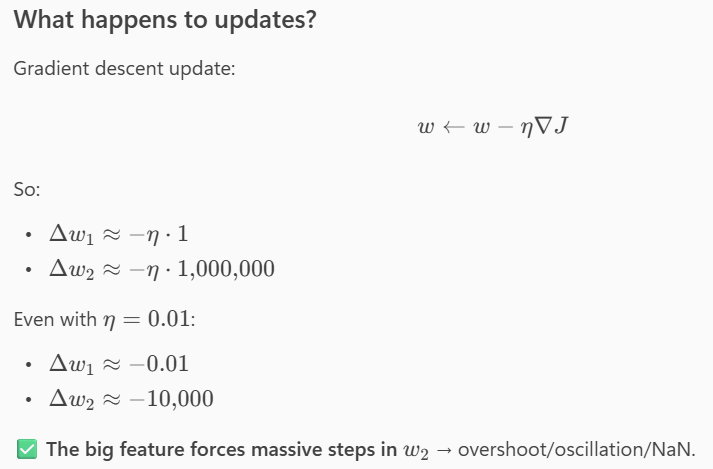 What happens to updates?
Gradient descent update:
w ← w − η∇J
So:
• Δw₁ ≈ −η · 1
• Δw₂ ≈ −η · 1,000,000
Even with η = 0.01:
• Δw₁ ≈ −0.01
• Δw₂ ≈ −10,000
✅ The big feature forces massive steps in w₂ → overshoot/oscillation/NaN.